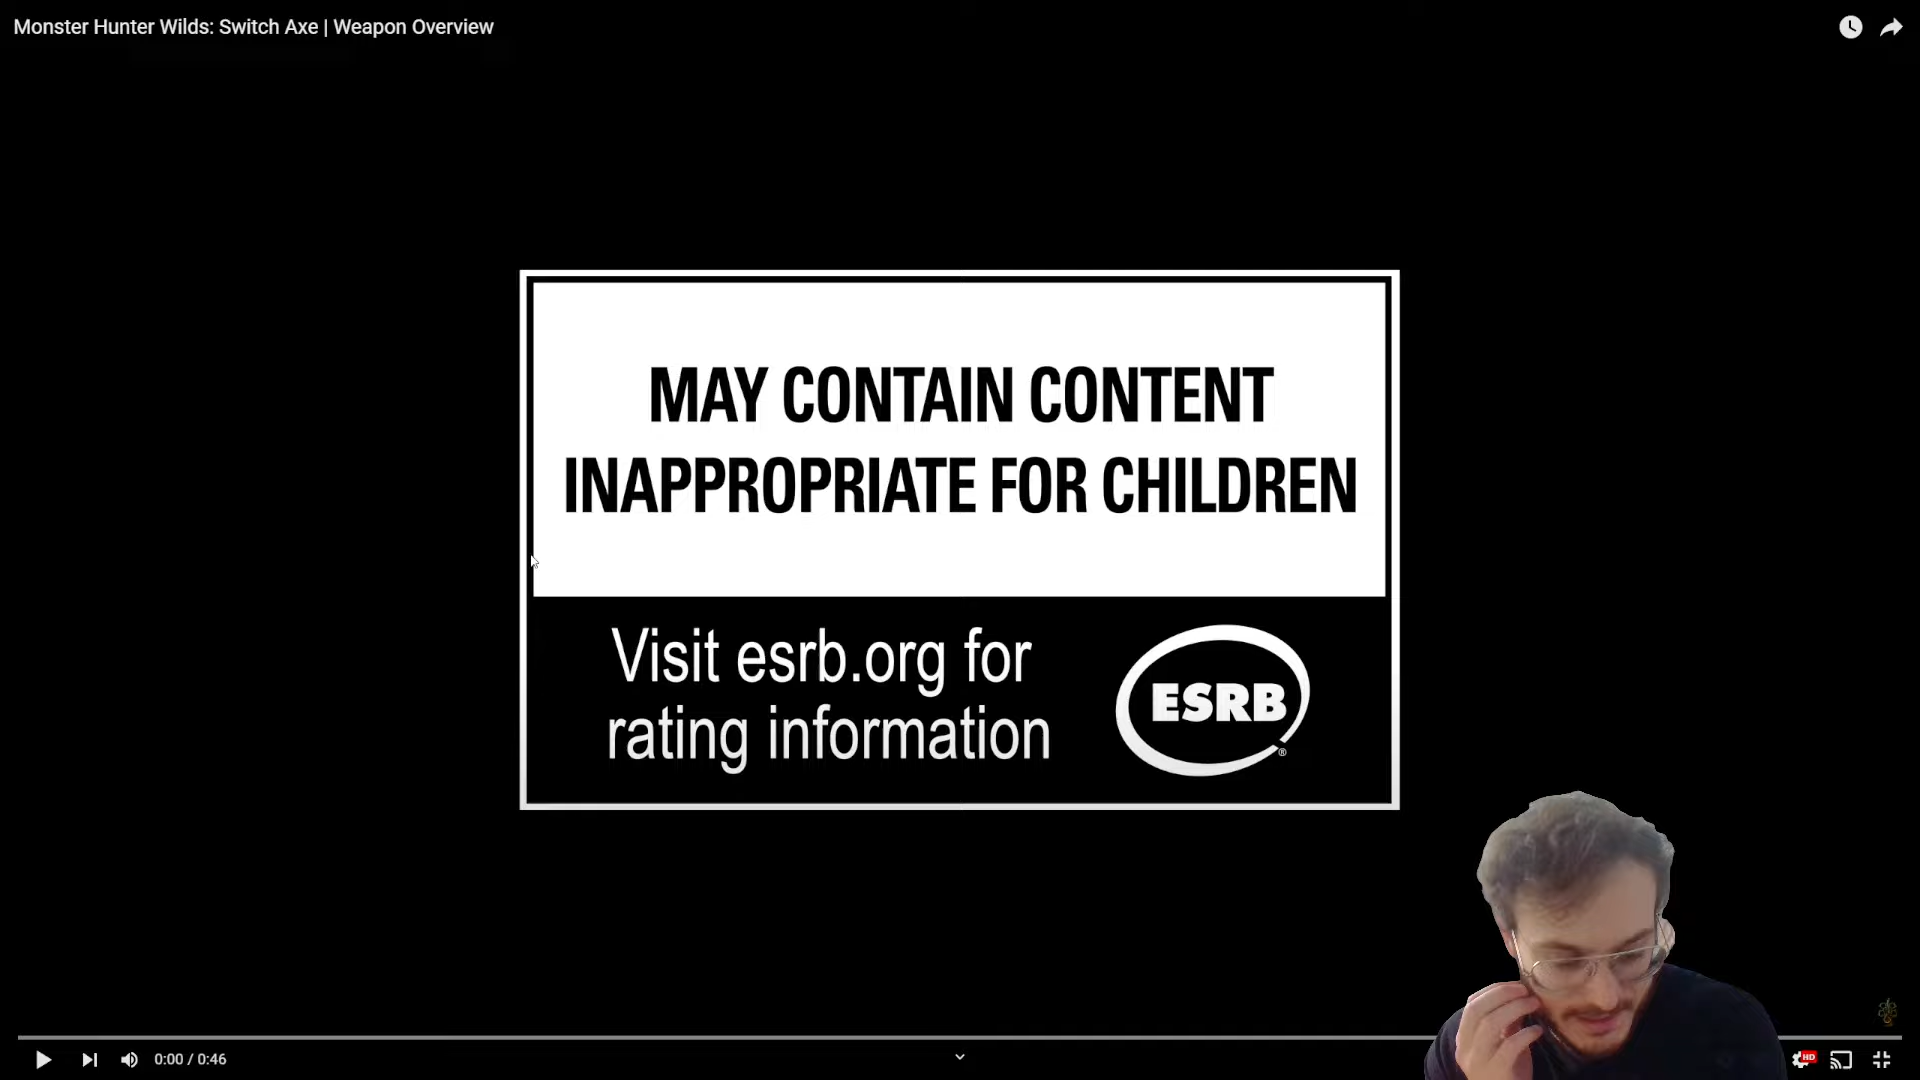 Monster Hunter Wilds: Switch Axe | Weapon Overview
MAY CONTAIN CONTENT
INAPPROPRIATE FOR CHILDREN
Visit esrb.org for
rating information
ESRB
®
0:00 / 0:46
HD